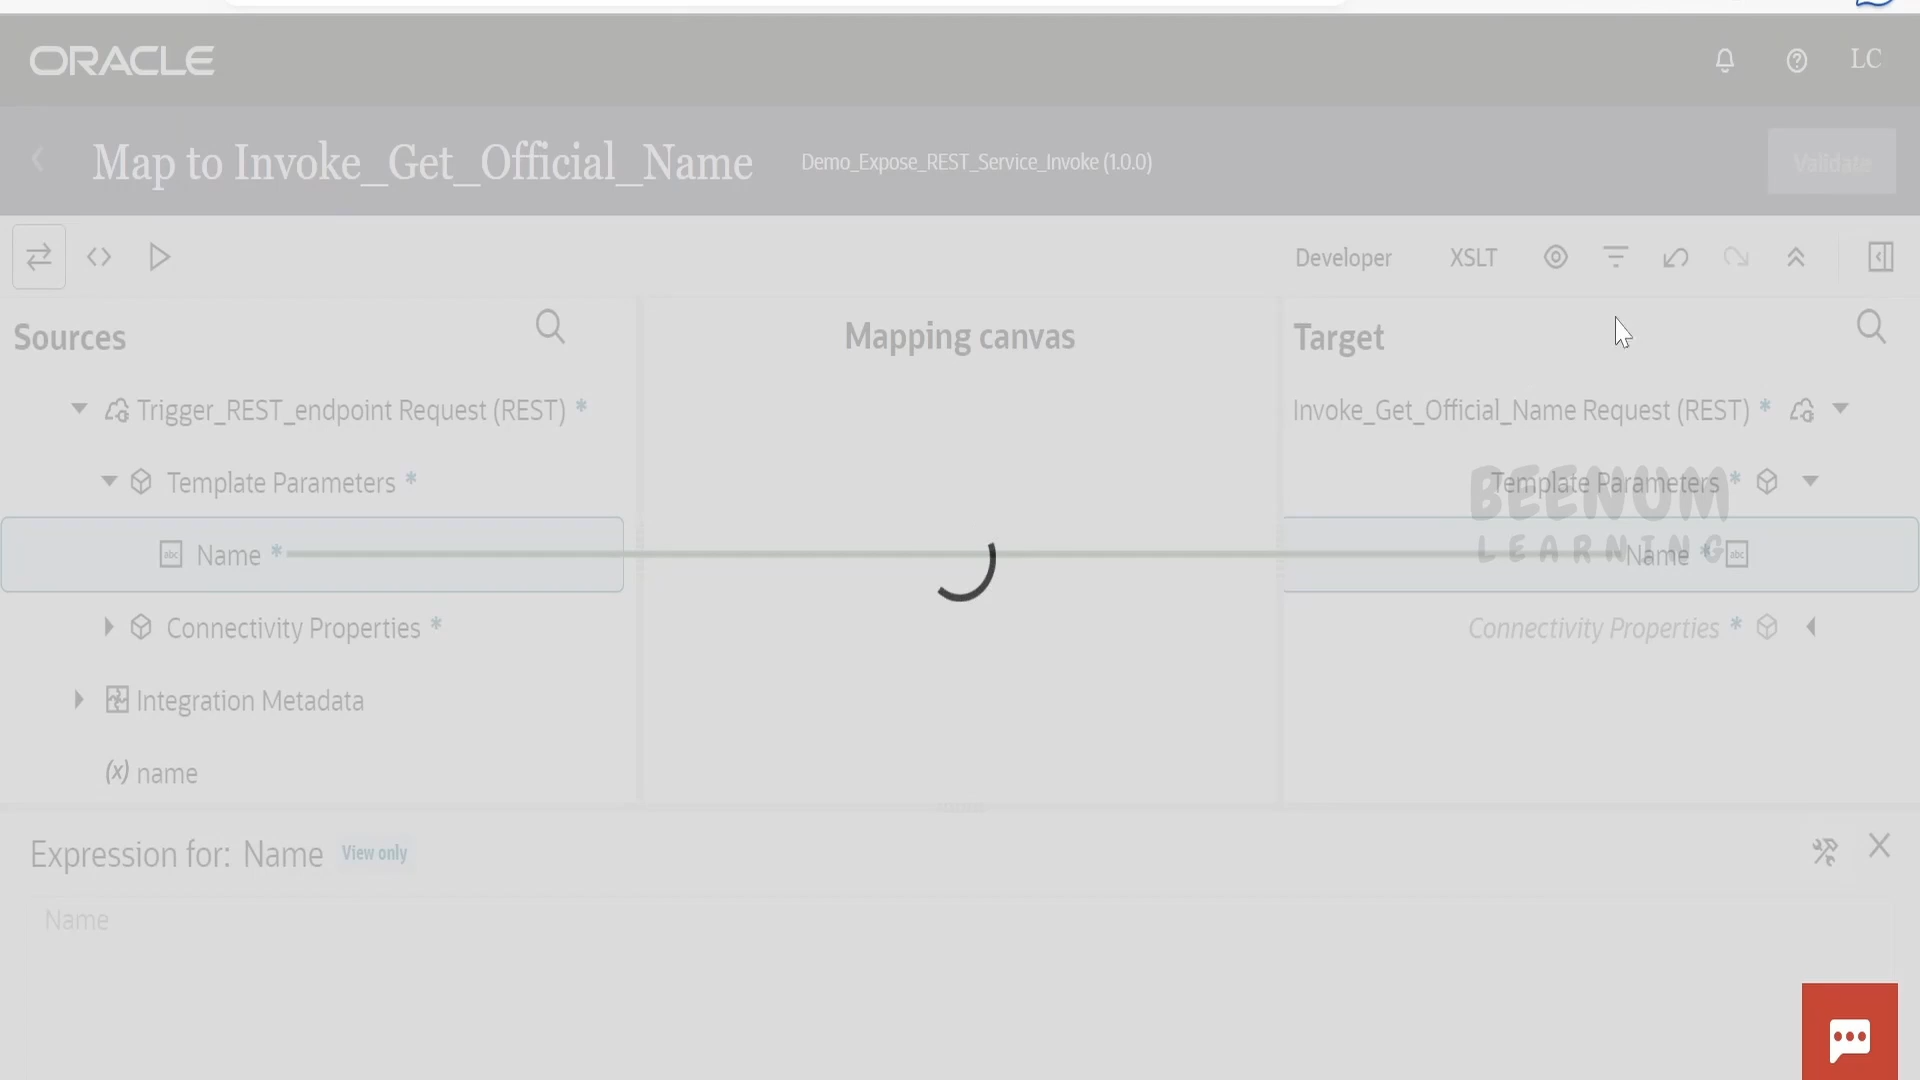 ORACLE
LC
Map to Invoke_Get_Official_Name
Demo_Expose_REST_Service_Invoke (1.0.0)
Validate
Developer
XSLT
Sources
Mapping canvas
Target
Trigger_REST_endpoint Request (REST) *
Invoke_Get_Official_Name Request (REST) *
Template Parameters *
Template Parameters *
BEENUM
LEARNING
abc Name *
Name * abc
Connectivity Properties *
Connectivity Properties *
Integration Metadata
(x) name
Expression for: Name
View only
Name